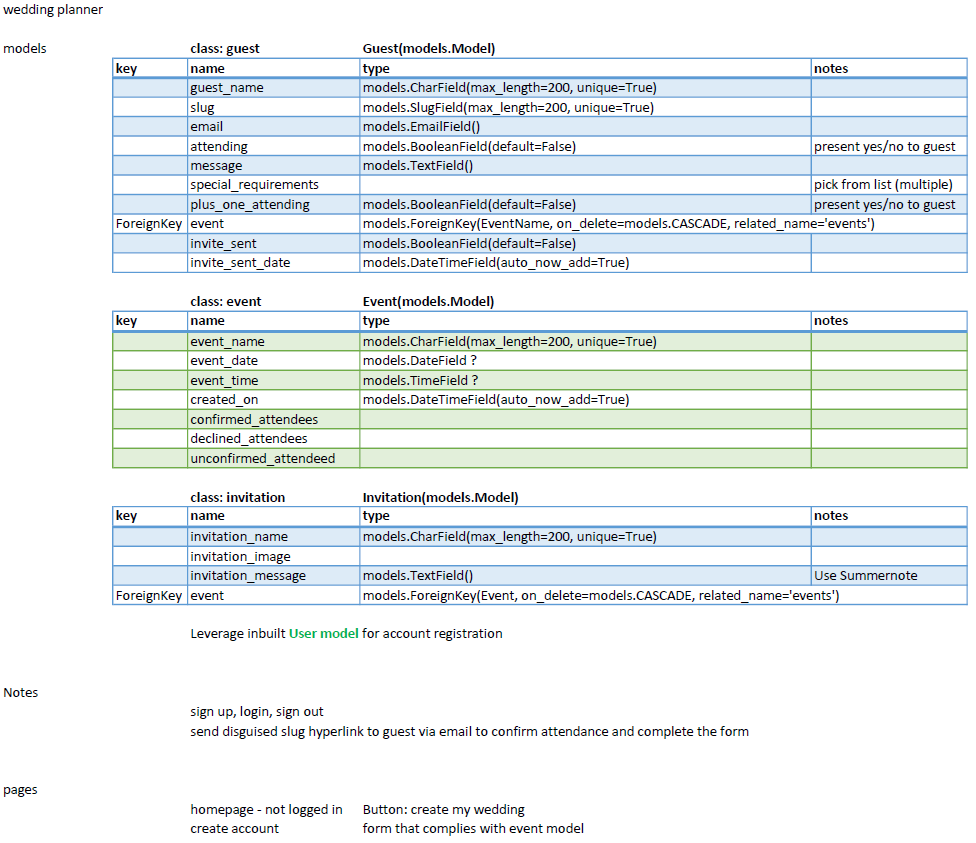 wedding planner
models class: guest Guest(models.Model)
key name type notes
guest_name models.CharField(max_length=200, unique=True)
slug models.SlugField(max_length=200, unique=True)
email models.EmailField()
attending models.BooleanField(default=False) present yes/no to guest
message models.TextField()
special_requirements pick from list (multiple)
plus_one_attending models.BooleanField(default=False) present yes/no to guest
ForeignKey event models.ForeignKey(EventName, on_delete=models.CASCADE, related_name='events')
invite_sent models.BooleanField(default=False)
invite_sent_date models.DateTimeField(auto_now_add=True)
class: event Event(models.Model)
key name type notes
event_name models.CharField(max_length=200, unique=True)
event_date models.DateField ?
event_time models.TimeField ?
created_on models.DateTimeField(auto_now_add=True)
confirmed_attendees
declined_attendees
unconfirmed_attendeed
class: invitation Invitation(models.Model)
key name type notes
invitation_name models.CharField(max_length=200, unique=True)
invitation_image
invitation_message models.TextField() Use Summernote
ForeignKey event models.ForeignKey(Event, on_delete=models.CASCADE, related_name='events')
Leverage inbuilt User model for account registration
Notes
sign up, login, sign out
send disguised slug hyperlink to guest via email to confirm attendance and complete the form
pages
homepage - not logged in Button: create my wedding
create account form that complies with event model